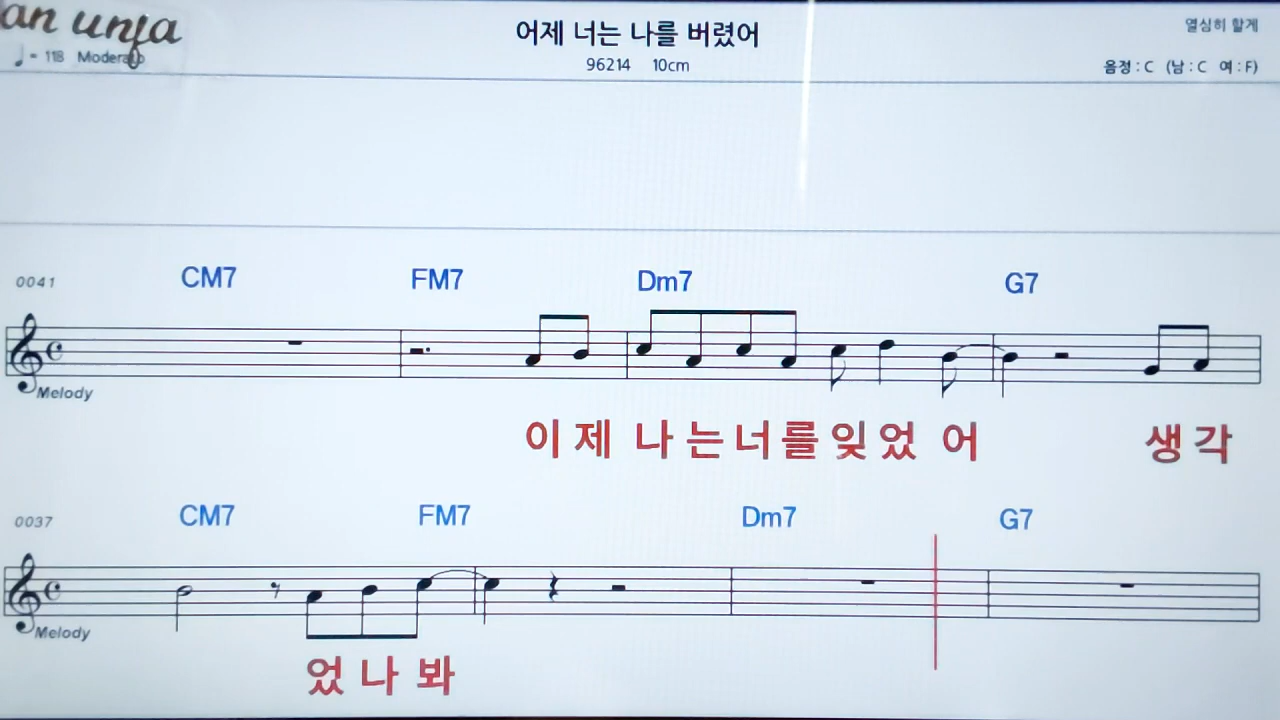 어제 너는 나를 버렸어
열심히 할게
♩= 118 Moderato
96214 10cm
음정 : C (남 : C 여 : F)
0041 CM7 FM7 Dm7 G7
Melody
이 제 나 는 너 를 잊 었 어 생 각
0037 CM7 FM7 Dm7 G7
Melody
었 나 봐